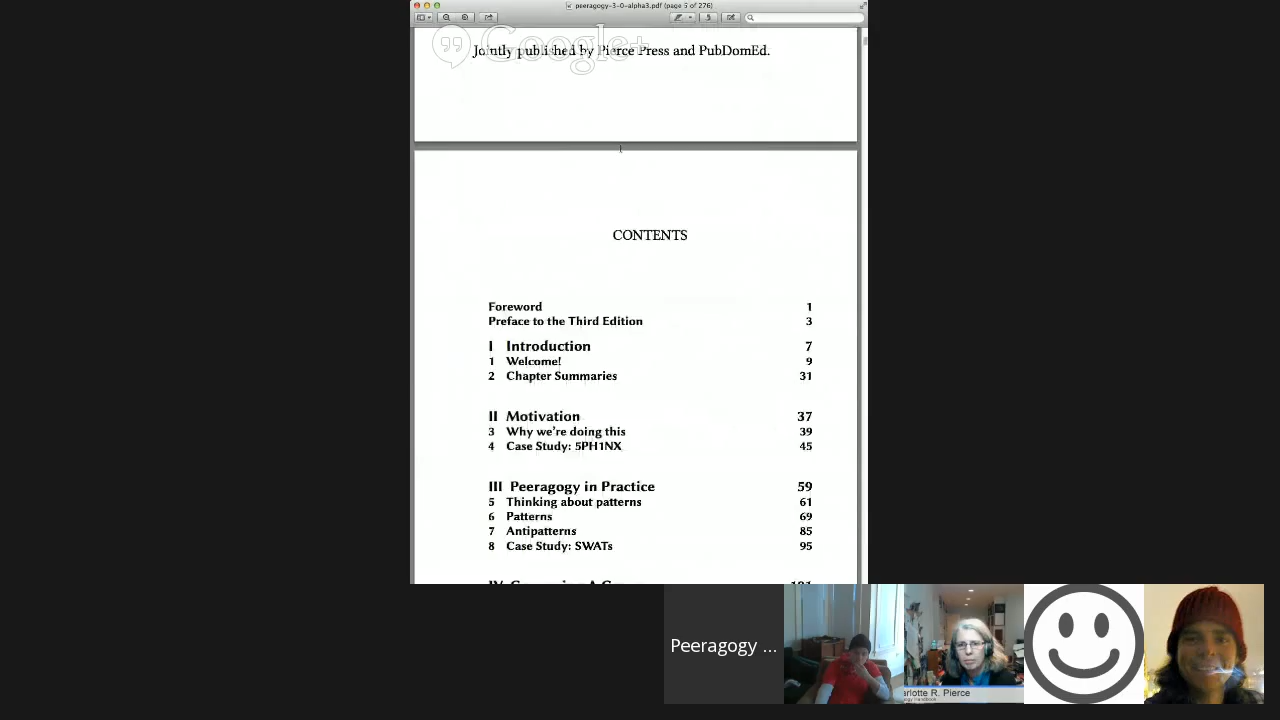 peeragogy-3-0-alpha3.pdf (page 5 of 276)
Google+
Jointly published by Pierce Press and PubDomEd.
CONTENTS
Foreword 1
Preface to the Third Edition 3
I Introduction 7
1 Welcome! 9
2 Chapter Summaries 31
II Motivation 37
3 Why we're doing this 39
4 Case Study: 5PH1NX 45
III Peeragogy in Practice 59
5 Thinking about patterns 61
6 Patterns 69
7 Antipatterns 85
8 Case Study: SWATs 95
Peeragogy ...
arlotte R. Pierce